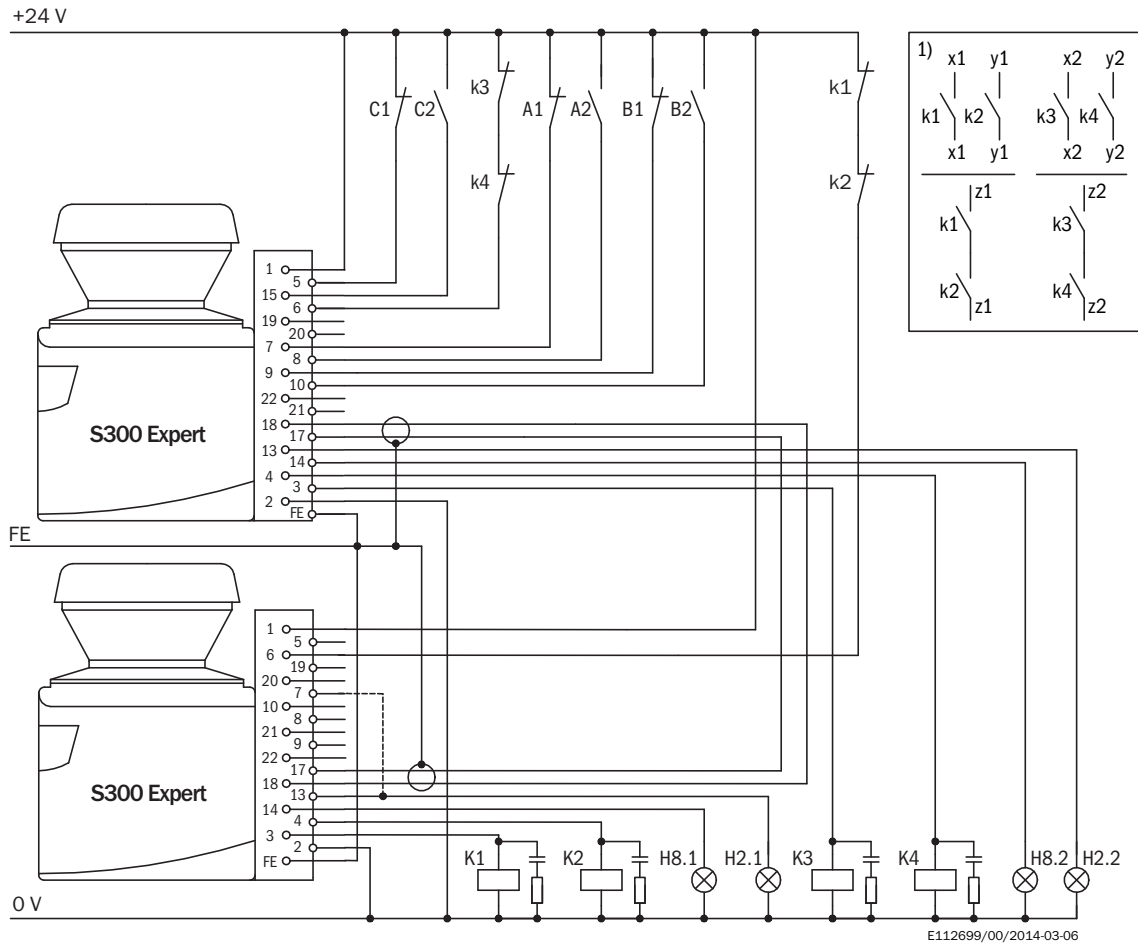 +24 V
1)
x1 y1 x2 y2
k3 k1
C1 C2 A1 A2 B1 B2
k1 k2 k3 k4
x1 y1 x2 y2
k4 k2
z1 z2
k1 k3
k2 k4
z1 z2
1
5
15
6
19
20
7
8
9
10
22
21
18
17
13
14
4
3
2
FE
S300 Expert
FE
1
5
6
19
20
7
10
8
21
9
22
17
18
13
14
4
3
2
FE
S300 Expert
K1 K2 H8.1 H2.1 K3 K4 H8.2 H2.2
0 V
E112699/00/2014-03-06